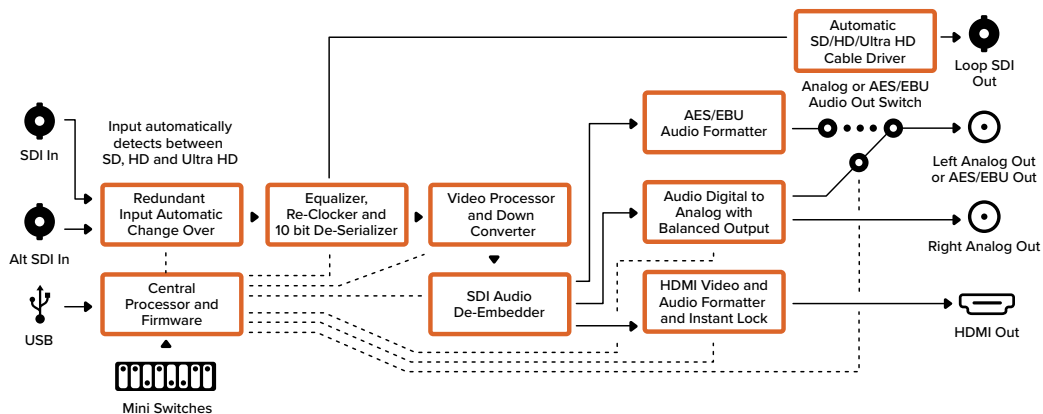 Automatic
SD/HD/Ultra HD
Cable Driver
Loop SDI
Out
Analog or AES/EBU
Audio Out Switch
AES/EBU
Audio Formatter
SDI In
Input automatically
detects between
SD, HD and Ultra HD
Left Analog Out
or AES/EBU Out
Redundant
Input Automatic
Change Over
Equalizer,
Re-Clocker and
10 bit De-Serializer
Video Processor
and Down
Converter
Audio Digital to
Analog with
Balanced Output
Alt SDI In
Right Analog Out
Central
Processor and
Firmware
SDI Audio
De-Embedder
HDMI Video and
Audio Formatter
and Instant Lock
USB
HDMI Out
Mini Switches